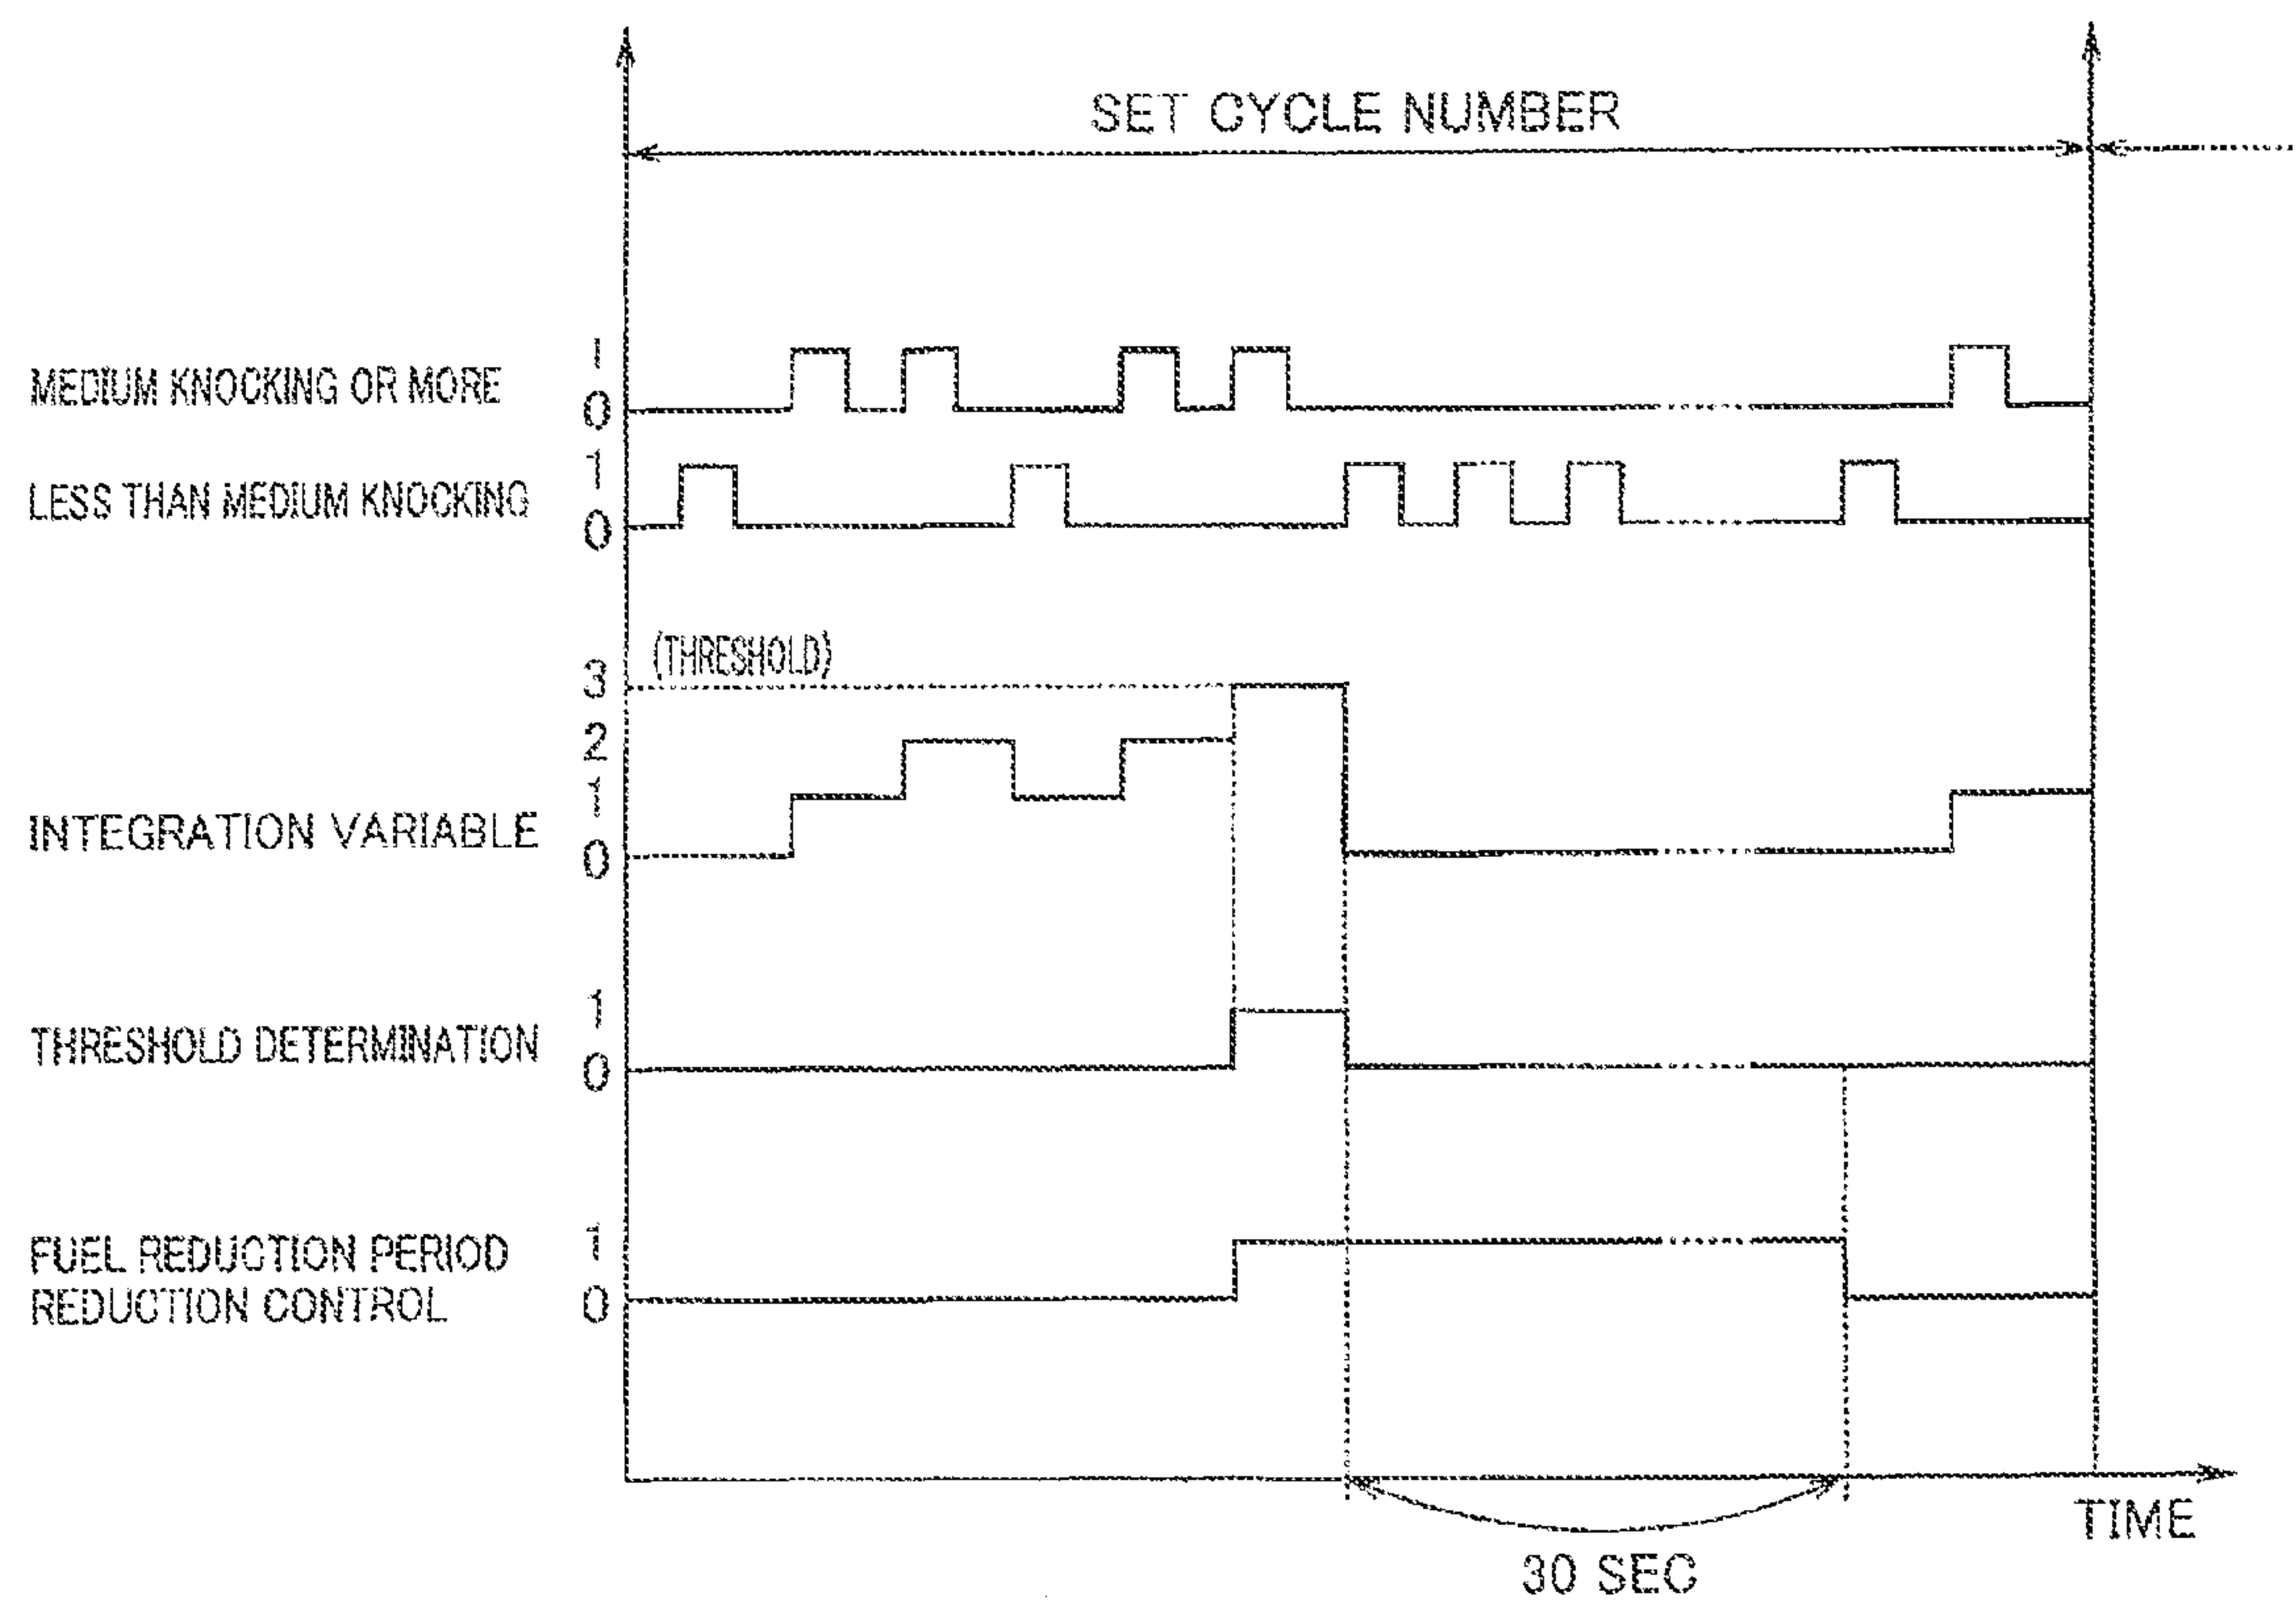 SET CYCLE NUMBER
1
MEDIUM KNOCKING OR MORE
0
1
LESS THAN MEDIUM KNOCKING
0
(THRESHOLD)
3
2
1
INTEGRATION VARIABLE
0
1
THRESHOLD DETERMINATION
0
1
FUEL REDUCTION PERIOD
REDUCTION CONTROL
0
TIME
30 SEC